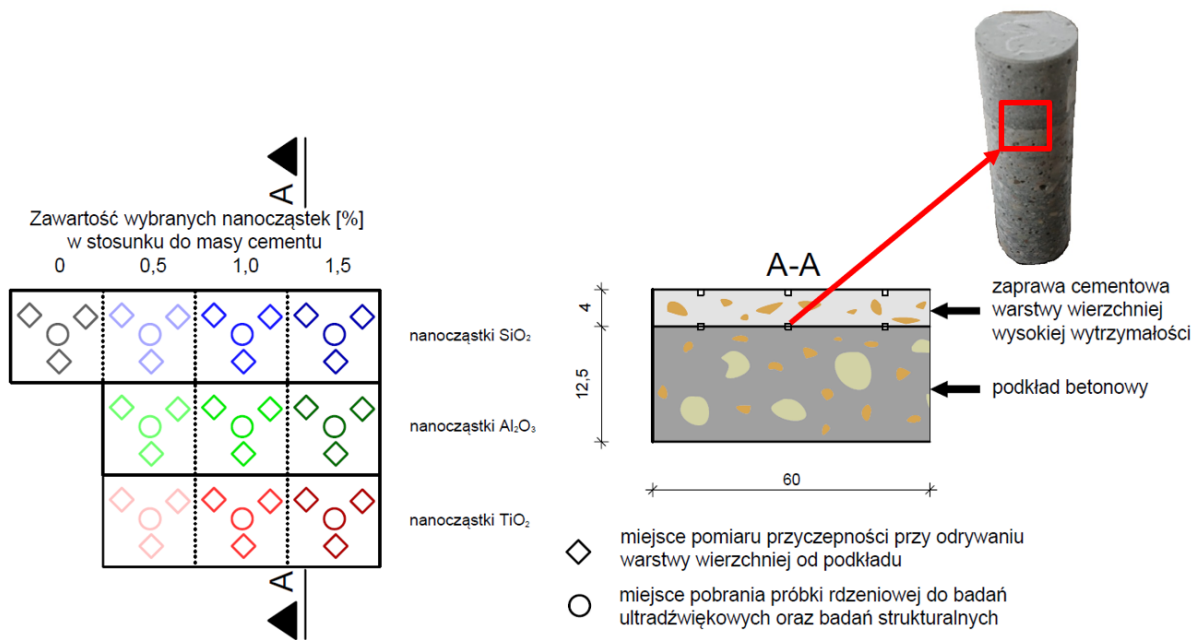 A
Zawartość wybranych nanocząstek [%]
w stosunku do masy cementu
0 0,5 1,0 1,5
nanocząstki SiO₂
nanocząstki Al₂O₃
nanocząstki TiO₂
A
A-A
4
12,5
60
zaprawa cementowa
warstwy wierzchniej
wysokiej wytrzymałości
podkład betonowy
miejsce pomiaru przyczepności przy odrywaniu
warstwy wierzchniej od podkładu
miejsce pobrania próbki rdzeniowej do badań
ultradźwiękowych oraz badań strukturalnych